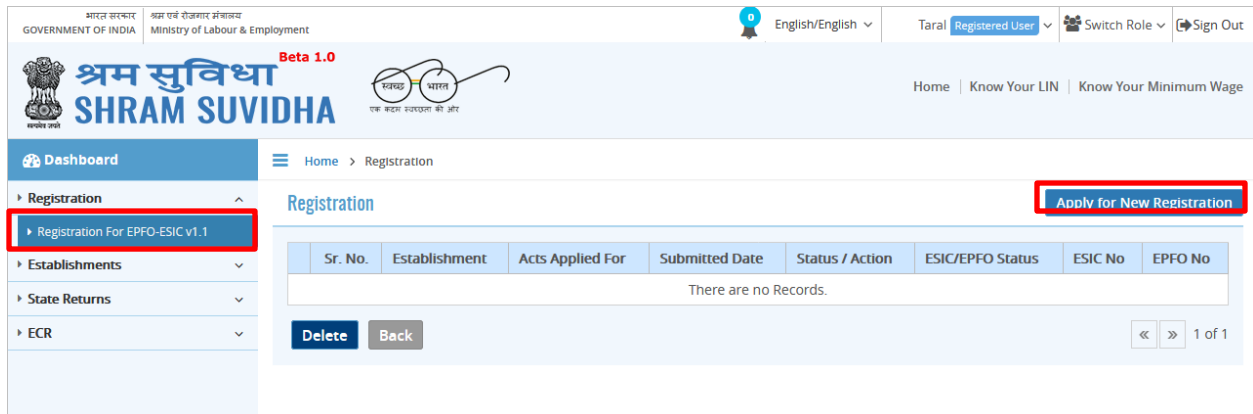 भारत सरकार
GOVERNMENT OF INDIA
श्रम एवं रोजगार मंत्रालय
Ministry of Labour & Employment
0
English/English
Taral Registered User
Switch Role
Sign Out
श्रम सुविधा
Beta 1.0
SHRAM SUVIDHA
सत्यमेव जयते
स्वच्छ भारत
एक कदम स्वच्छता की ओर
Home | Know Your LIN | Know Your Minimum Wage
Dashboard
Home > Registration
Registration
Registration For EPFO-ESIC v1.1
Establishments
State Returns
ECR
Registration
Apply for New Registration
Sr. No. Establishment Acts Applied For Submitted Date Status / Action ESIC/EPFO Status ESIC No EPFO No
There are no Records.
Delete Back
« » 1 of 1